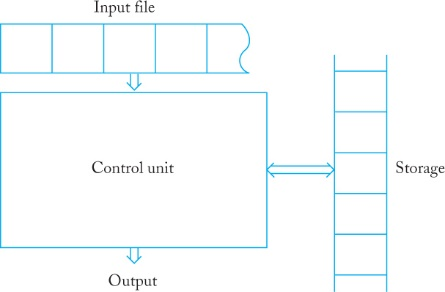 Input file
Control unit
Storage
Output